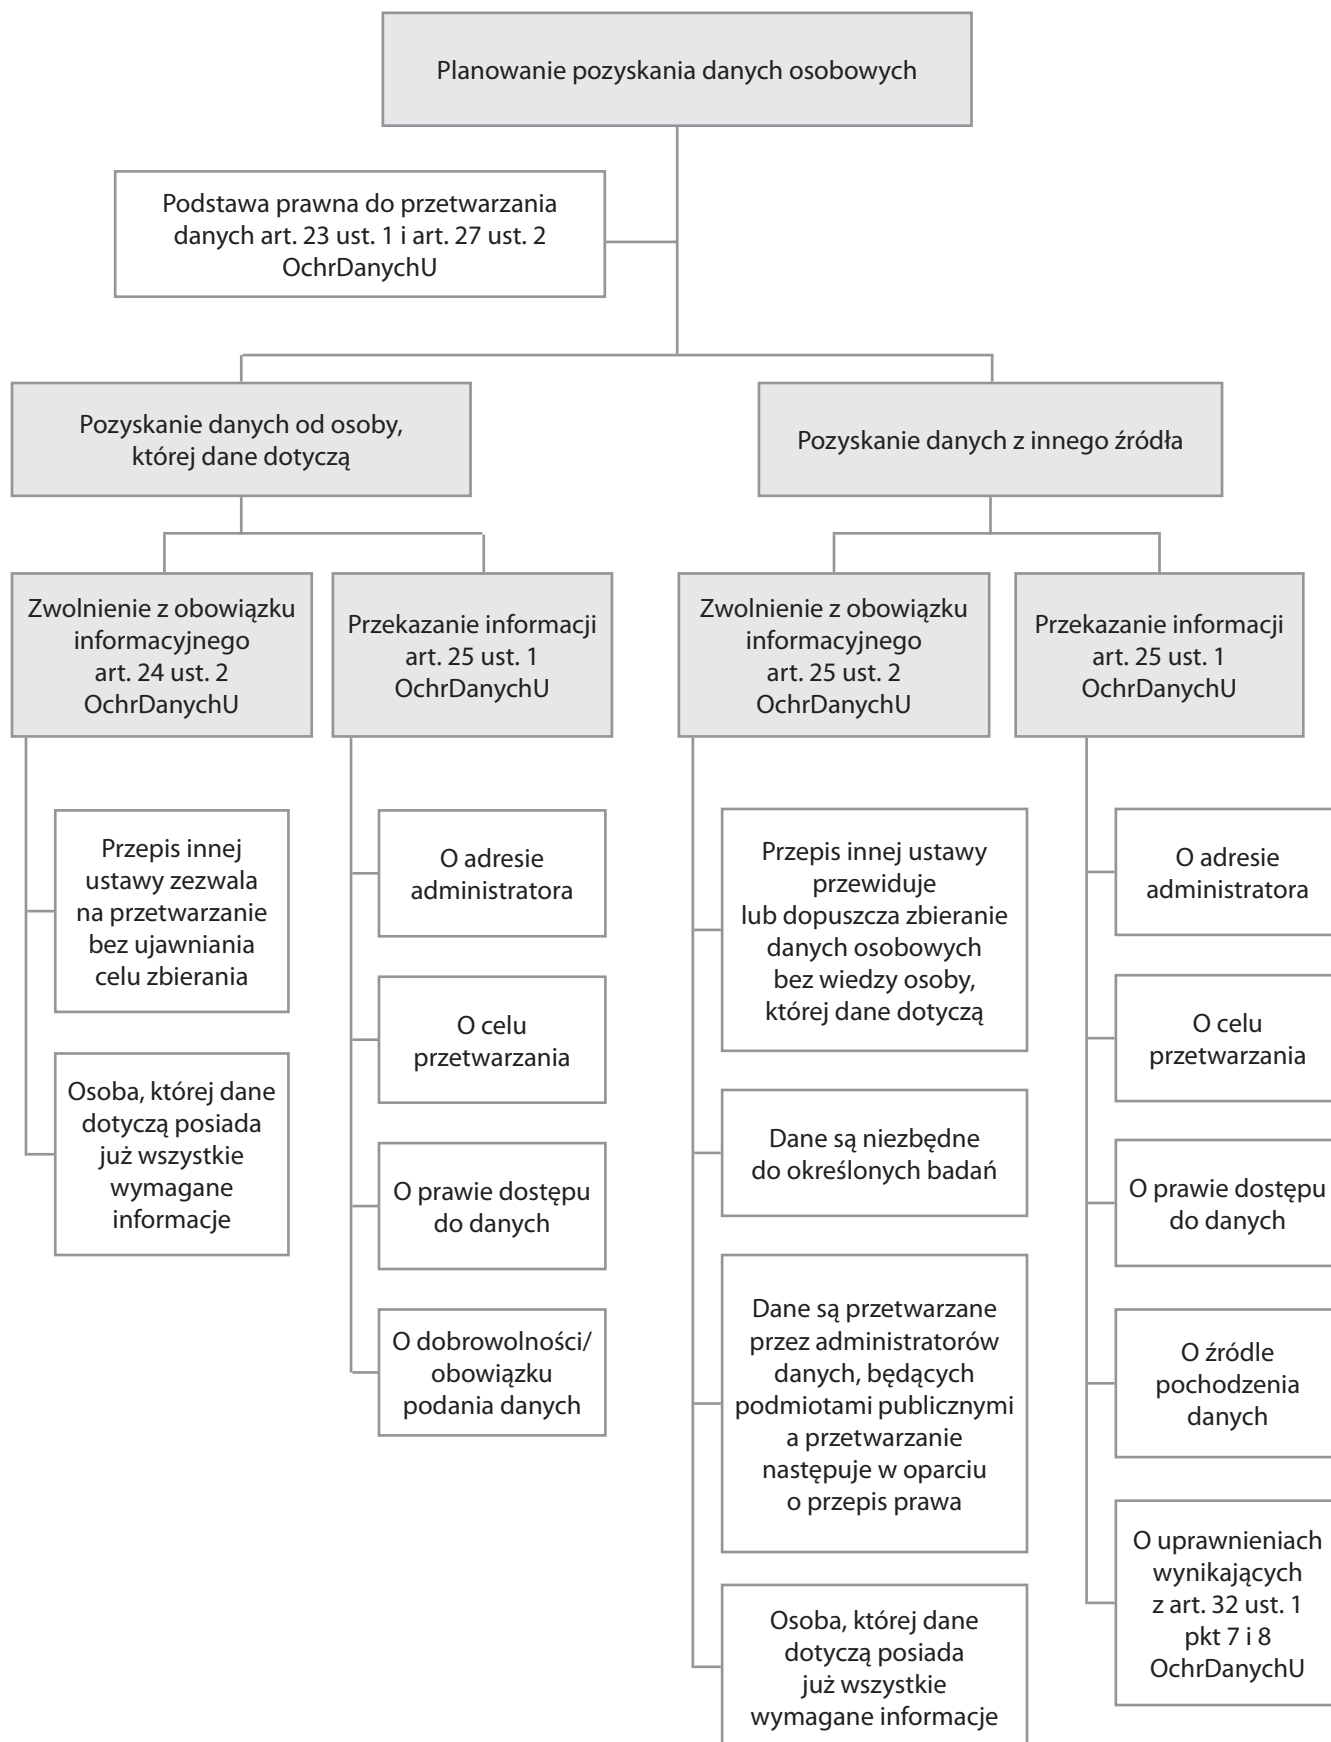 Planowanie pozyskania danych osobowych
Podstawa prawna do przetwarzania
danych art. 23 ust. 1 i art. 27 ust. 2
OchrDanychU
Pozyskanie danych od osoby,
której dane dotyczą
Pozyskanie danych z innego źródła
Zwolnienie z obowiązku
informacyjnego
art. 24 ust. 2
OchrDanychU
Przekazanie informacji
art. 25 ust. 1
OchrDanychU
Zwolnienie z obowiązku
informacyjnego
art. 25 ust. 2
OchrDanychU
Przekazanie informacji
art. 25 ust. 1
OchrDanychU
Przepis innej
ustawy zezwala
na przetwarzanie
bez ujawniania
celu zbierania
Osoba, której dane
dotyczą posiada
już wszystkie
wymagane
informacje
O adresie
administratora
O celu
przetwarzania
O prawie dostępu
do danych
O dobrowolności/
obowiązku
podania danych
Przepis innej ustawy
przewiduje
lub dopuszcza zbieranie
danych osobowych
bez wiedzy osoby,
której dane dotyczą
Dane są niezbędne
do określonych badań
Dane są przetwarzane
przez administratorów
danych, będących
podmiotami publicznymi
a przetwarzanie
następuje w oparciu
o przepis prawa
Osoba, której dane
dotyczą posiada
już wszystkie
wymagane informacje
O adresie
administratora
O celu
przetwarzania
O prawie dostępu
do danych
O źródle
pochodzenia
danych
O uprawnieniach
wynikających
z art. 32 ust. 1
pkt 7 i 8
OchrDanychU